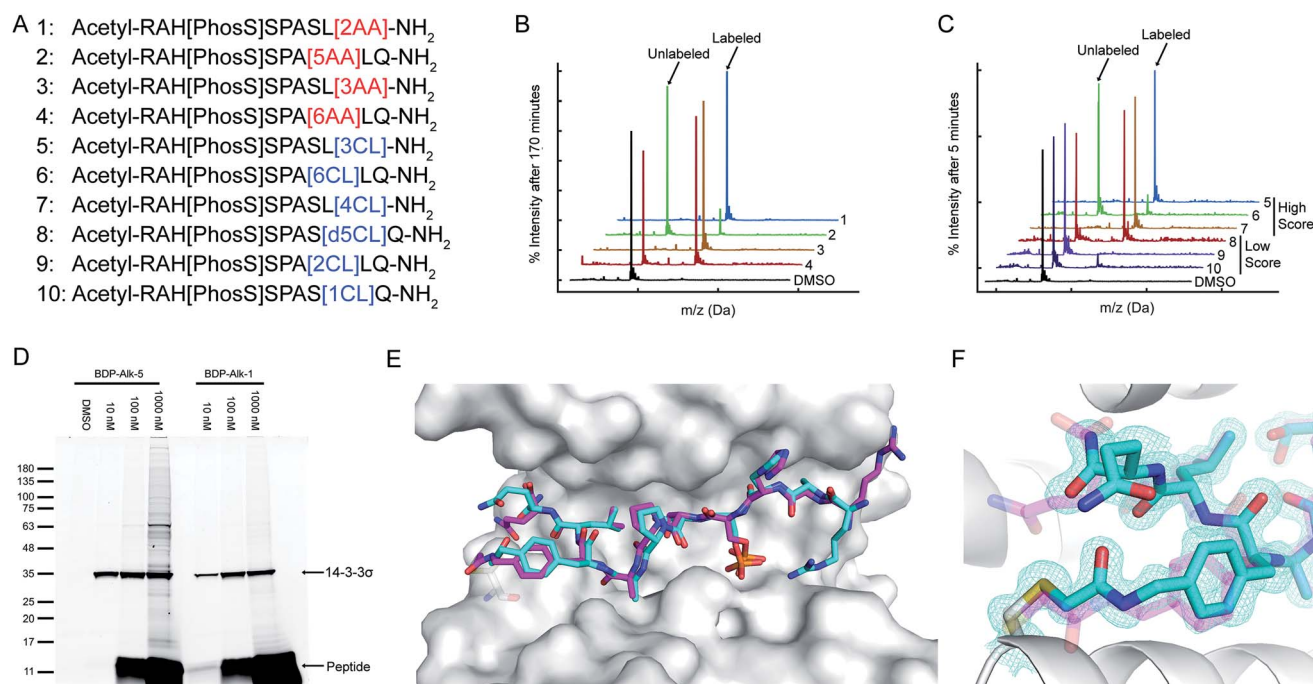 A
1: Acetyl-RAH[PhosS]SPASL[2AA]-NH2
2: Acetyl-RAH[PhosS]SPA[5AA]LQ-NH2
3: Acetyl-RAH[PhosS]SPASL[3AA]-NH2
4: Acetyl-RAH[PhosS]SPA[6AA]LQ-NH2
5: Acetyl-RAH[PhosS]SPASL[3CL]-NH2
6: Acetyl-RAH[PhosS]SPA[6CL]LQ-NH2
7: Acetyl-RAH[PhosS]SPASL[4CL]-NH2
8: Acetyl-RAH[PhosS]SPAS[d5CL]Q-NH2
9: Acetyl-RAH[PhosS]SPA[2CL]LQ-NH2
10: Acetyl-RAH[PhosS]SPAS[1CL]Q-NH2
B
Labeled
Unlabeled
% Intensity after 170 minutes
1
2
3
4
DMSO
m/z (Da)
C
Labeled
Unlabeled
% Intensity after 5 minutes
5
6
7
8
9
10
DMSO
High
Score
Low
Score
m/z (Da)
D
BDP-Alk-5
BDP-Alk-1
DMSO
10 nM
100 nM
1000 nM
10 nM
100 nM
1000 nM
180
135
100
75
63
48
35
25
20
17
11
14-3-3σ
Peptide
E
F